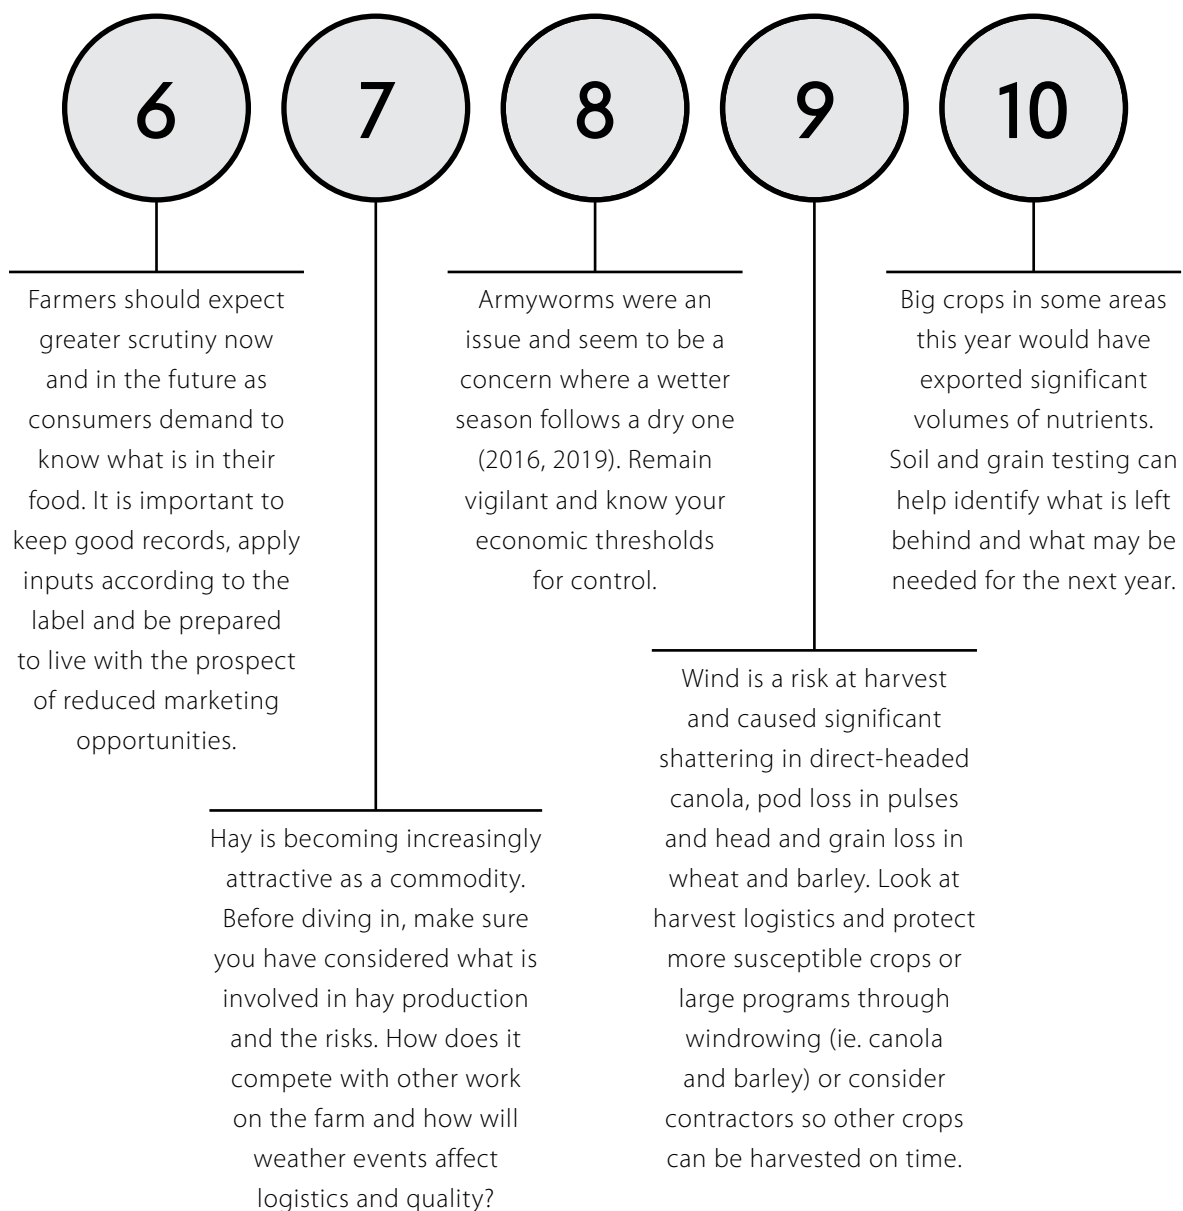 6
Farmers should expect
greater scrutiny now
and in the future as
consumers demand to
know what is in their
food. It is important to
keep good records, apply
inputs according to the
label and be prepared
to live with the prospect
of reduced marketing
opportunities.
7
Hay is becoming increasingly
attractive as a commodity.
Before diving in, make sure
you have considered what is
involved in hay production
and the risks. How does it
compete with other work
on the farm and how will
weather events affect
logistics and quality?
8
Armyworms were an
issue and seem to be a
concern where a wetter
season follows a dry one
(2016, 2019). Remain
vigilant and know your
economic thresholds
for control.
9
Wind is a risk at harvest
and caused significant
shattering in direct-headed
canola, pod loss in pulses
and head and grain loss in
wheat and barley. Look at
harvest logistics and protect
more susceptible crops or
large programs through
windrowing (ie. canola
and barley) or consider
contractors so other crops
can be harvested on time.
10
Big crops in some areas
this year would have
exported significant
volumes of nutrients.
Soil and grain testing can
help identify what is left
behind and what may be
needed for the next year.